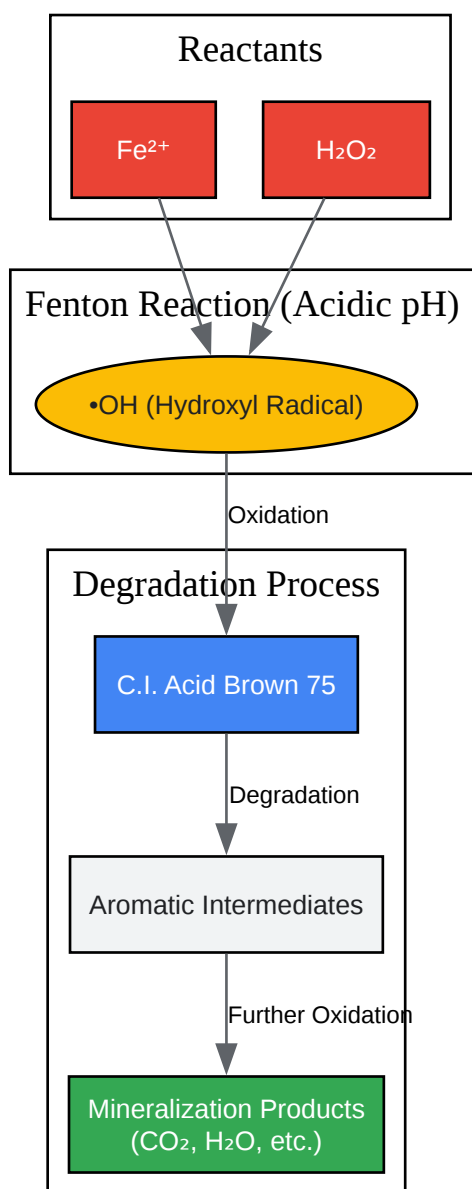 Reactants
Fe²⁺
H₂O₂
Fenton Reaction (Acidic pH)
•OH (Hydroxyl Radical)
Oxidation
Degradation Process
C.I. Acid Brown 75
Degradation
Aromatic Intermediates
Further Oxidation
Mineralization Products
(CO₂, H₂O, etc.)